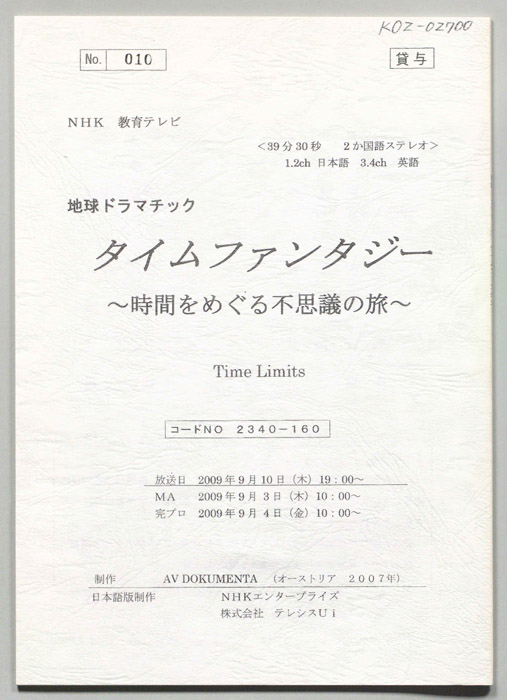 KOZ-02700
No. 010
貸与
NHK 教育テレビ
＜39分30秒 2か国語ステレオ＞
1.2ch 日本語 3.4ch 英語
地球ドラマチック
タイムファンタジー
～時間をめぐる不思議の旅～
Time Limits
コードNO 2340-160
放送日 2009年9月10日（木）19：00～
MA 2009年9月3日（木）10：00～
完プロ 2009年9月4日（金）10：00～
制作 AV DOKUMENTA （オーストリア 2007年）
日本語版制作 NHKエンタープライズ
株式会社 テレシスUi